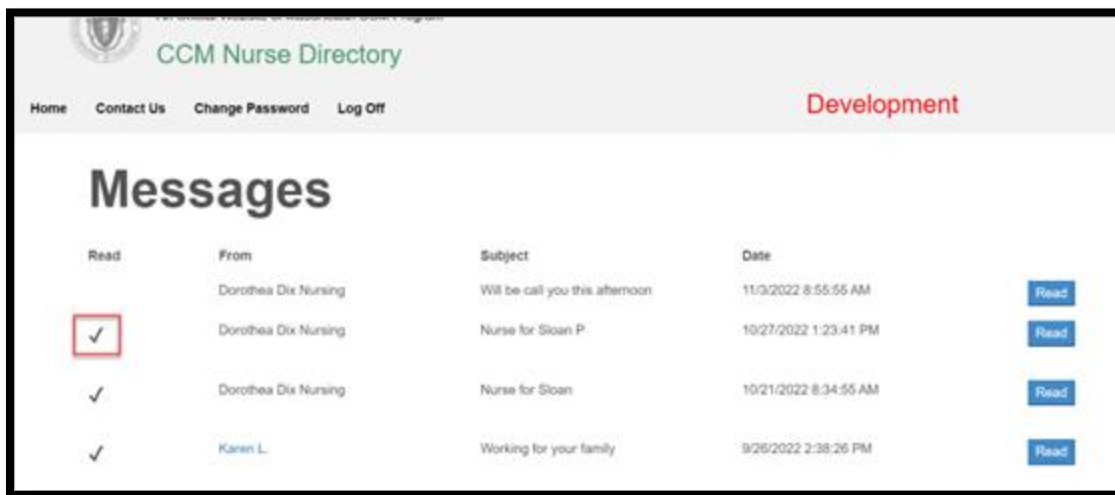 CCM Nurse Directory
Home Contact Us Change Password Log Off
Development
Messages
Read From Subject Date
Dorothea Dix Nursing Will be call you this afternoon 11/3/2022 8:55:55 AM Read
✓ Dorothea Dix Nursing Nurse for Sloan P 10/27/2022 1:23:41 PM Read
✓ Dorothea Dix Nursing Nurse for Sloan 10/21/2022 8:34:55 AM Read
✓ Karen L. Working for your family 9/26/2022 2:38:26 PM Read